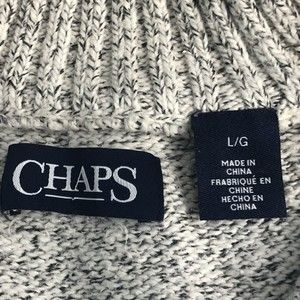 CHAPS
L/G
MADE IN
CHINA
FABRIQUÉ EN
CHINE
HECHO EN
CHINA